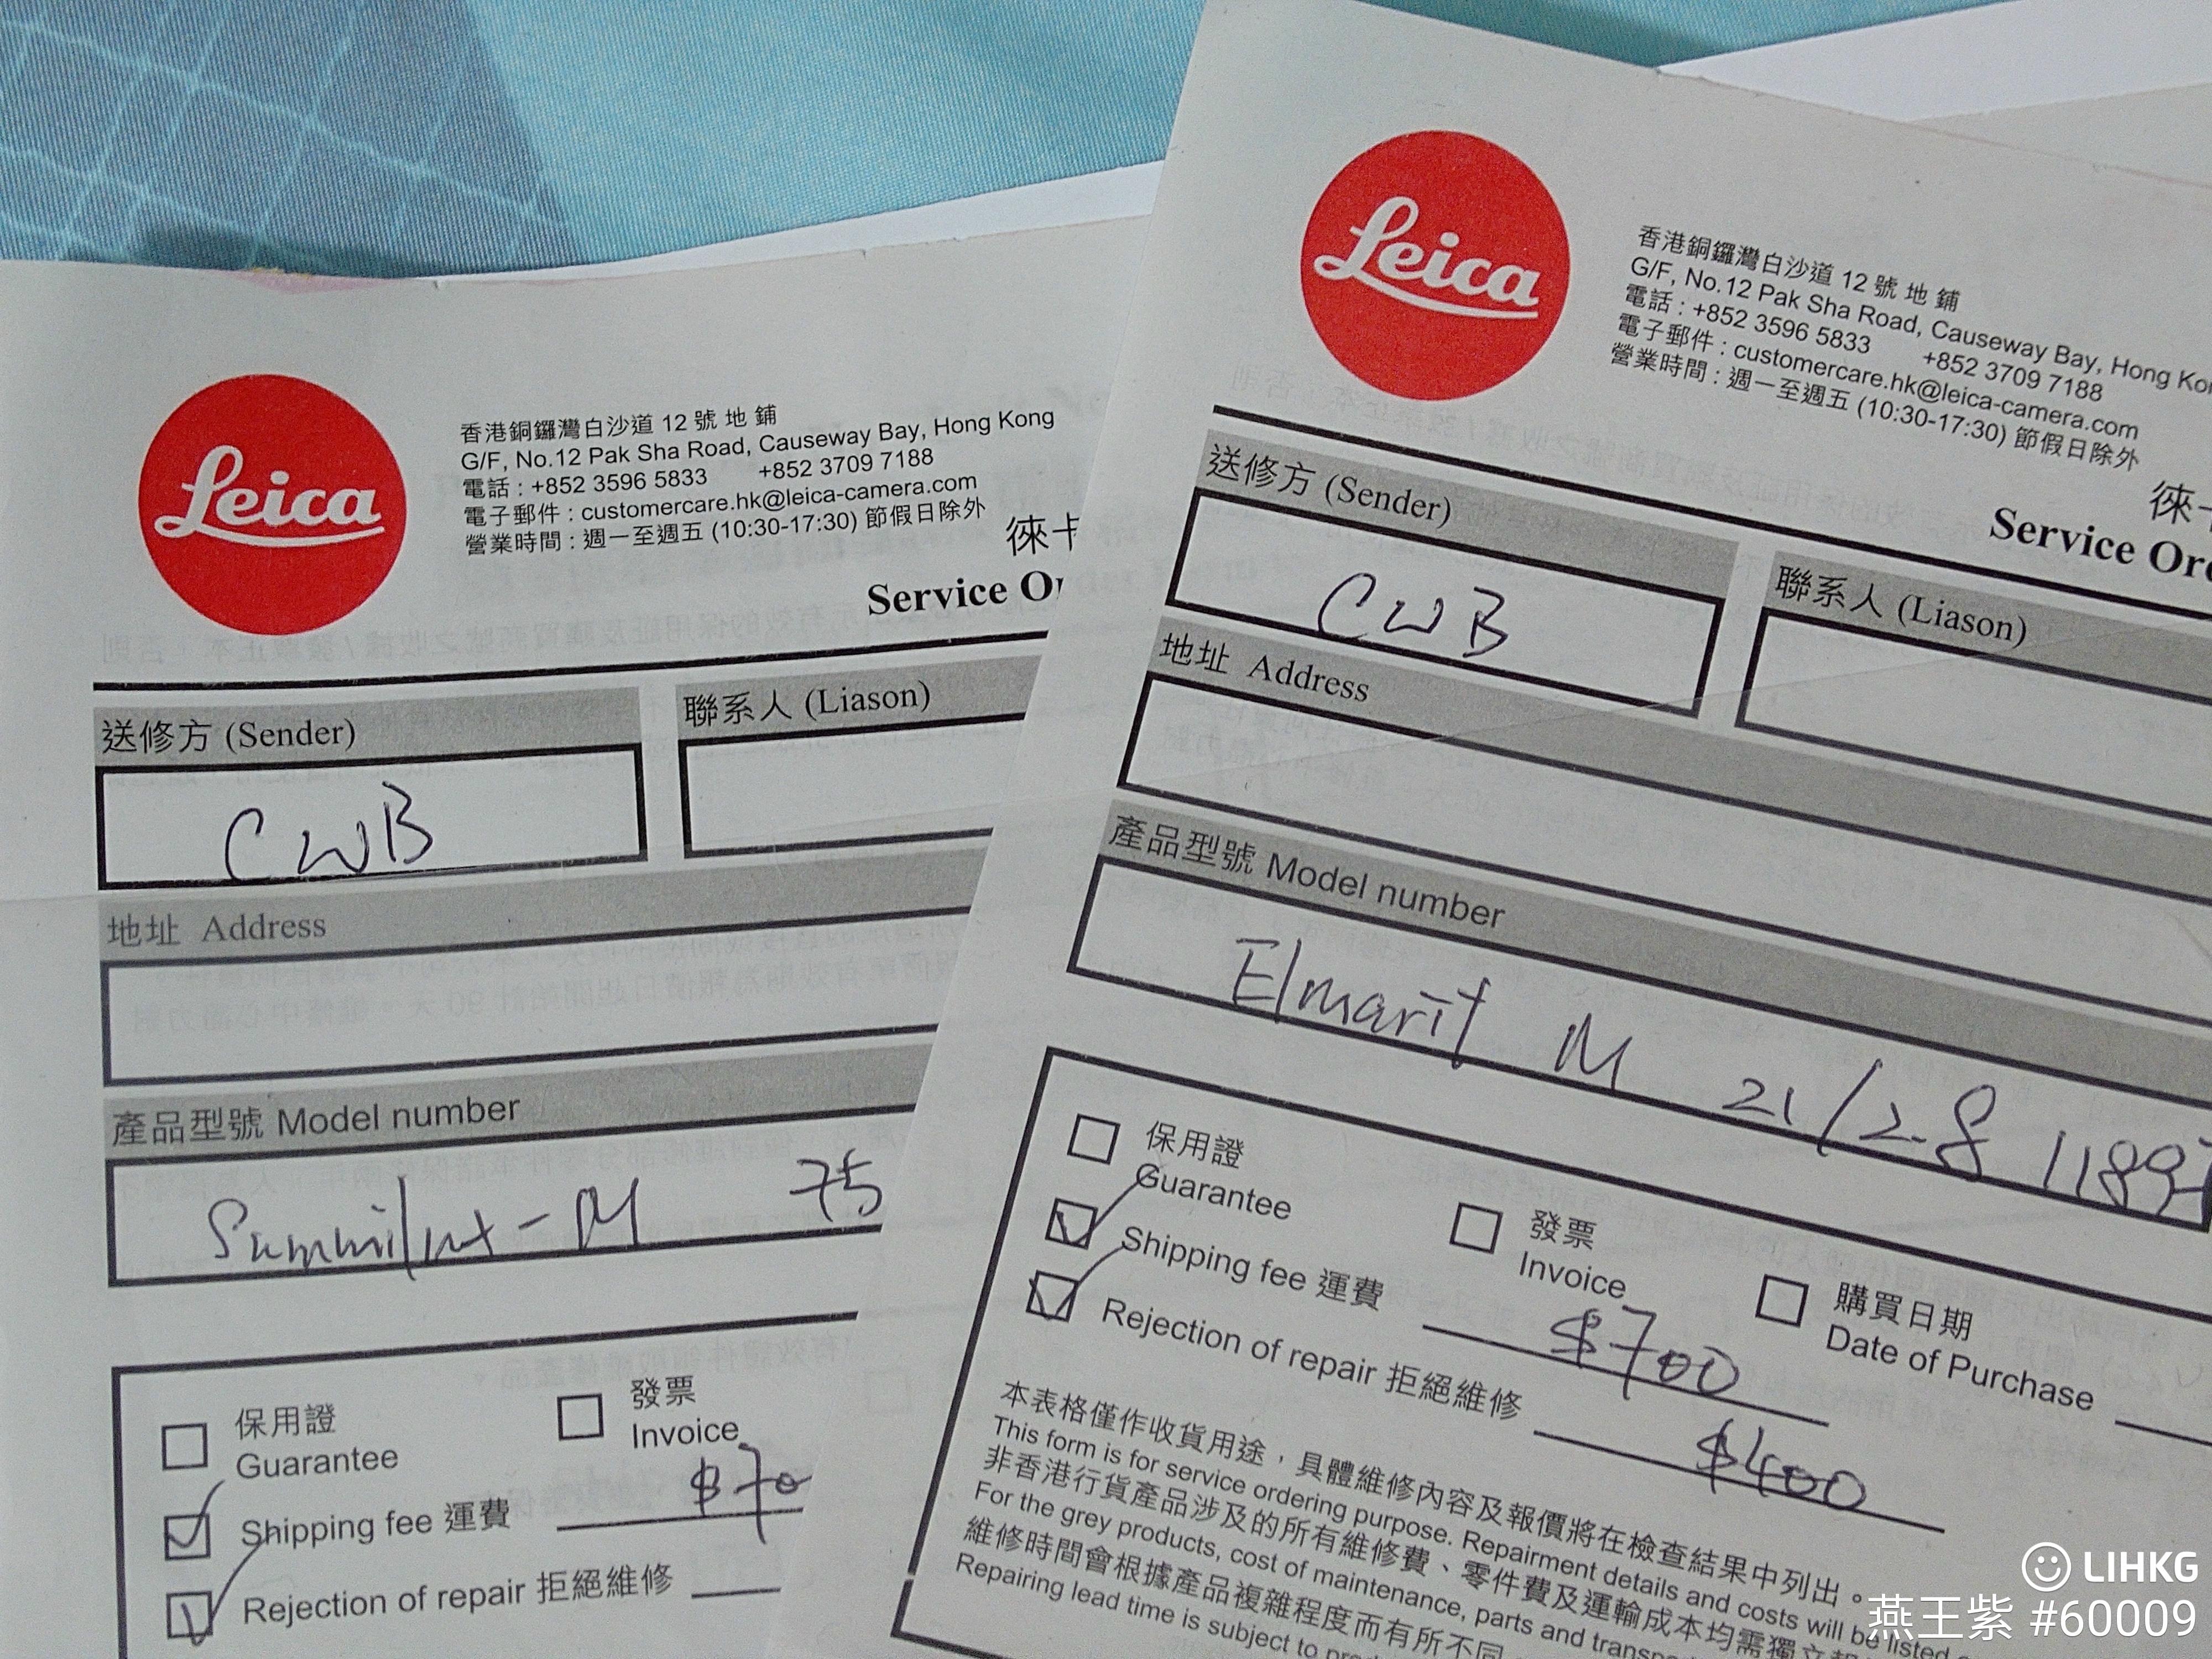 Leica
香港銅鑼灣白沙道 12 號 地 鋪
G/F, No.12 Pak Sha Road, Causeway Bay, Hong Kong
電話 : +852 3596 5833 +852 3709 7188
電子郵件 : customercare.hk@leica-camera.com
營業時間 : 週一至週五 (10:30-17:30) 節假日除外
徠卡
Service
送修方 (Sender)
聯系人 (Liason)
CWB
地址 Address
產品型號 Model number
Summilux-M 75
保用證
Guarantee
發票
Invoice
Shipping fee 運費 $70
Rejection of repair 拒絕維修
Leica
香港銅鑼灣白沙道 12 號 地 鋪
G/F, No.12 Pak Sha Road, Causeway Bay, Hong
電話 : +852 3596 5833 +852 3709 7188
電子郵件 : customercare.hk@leica-camera.com
營業時間 : 週一至週五 (10:30-17:30) 節假日除外
徠
Service
送修方 (Sender)
聯系人 (Liason)
CWB
地址 Address
產品型號 Model number
Elmarit M 21/2.8
保用證
Guarantee
發票
Invoice
購買日期
Date of Purchase
Shipping fee 運費 $700
Rejection of repair 拒絕維修 $400
本表格僅作收貨用途，具體維修內容及報價將在檢查結果中列出。
This form is for service ordering purpose. Repairment details and costs will be listed
非香港行貨產品涉及的所有維修費、零件費及運輸成本均需獨立
For the grey products, cost of maintenance, parts and
維修時間會根據產品複雜程度而有所不同
Repairing lead time is subject to
LIHKG
燕王紫 #60009